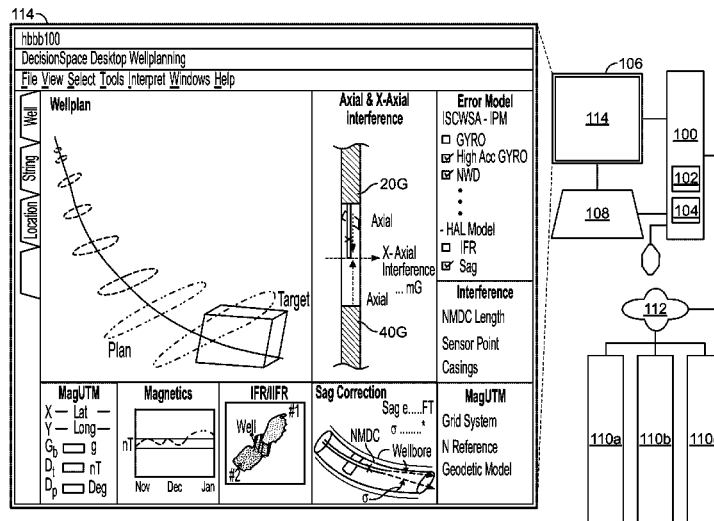 114
hbbb100
DecisionSpace Desktop Wellplanning
File View Select Tools Interpret Windows Help
Well
String
Location
Wellplan
Target
Plan
Axial & X-Axial
interference
20G
Axial
X-Axial
Interference
... mG
Axial
40G
Error Model
ISCWSA - IPM
GYRO
High Acc GYRO
NWD
- HAL Model
IFR
Sag
Interference
NMDC Length
Sensor Point
Casings
MagUTM
X — Lat —
Y — Long —
Gb g
Dt nT
Dp Deg
Magnetics
nT
Nov Dec Jan
IFR/IIFR
Well
#1
#2
Sag Correction
Sag e.....FT
σ ........*
NMDC
Wellbore
σ
MagUTM
Grid System
N Reference
Geodetic Model
106
114
100
102
104
108
112
110a
110b